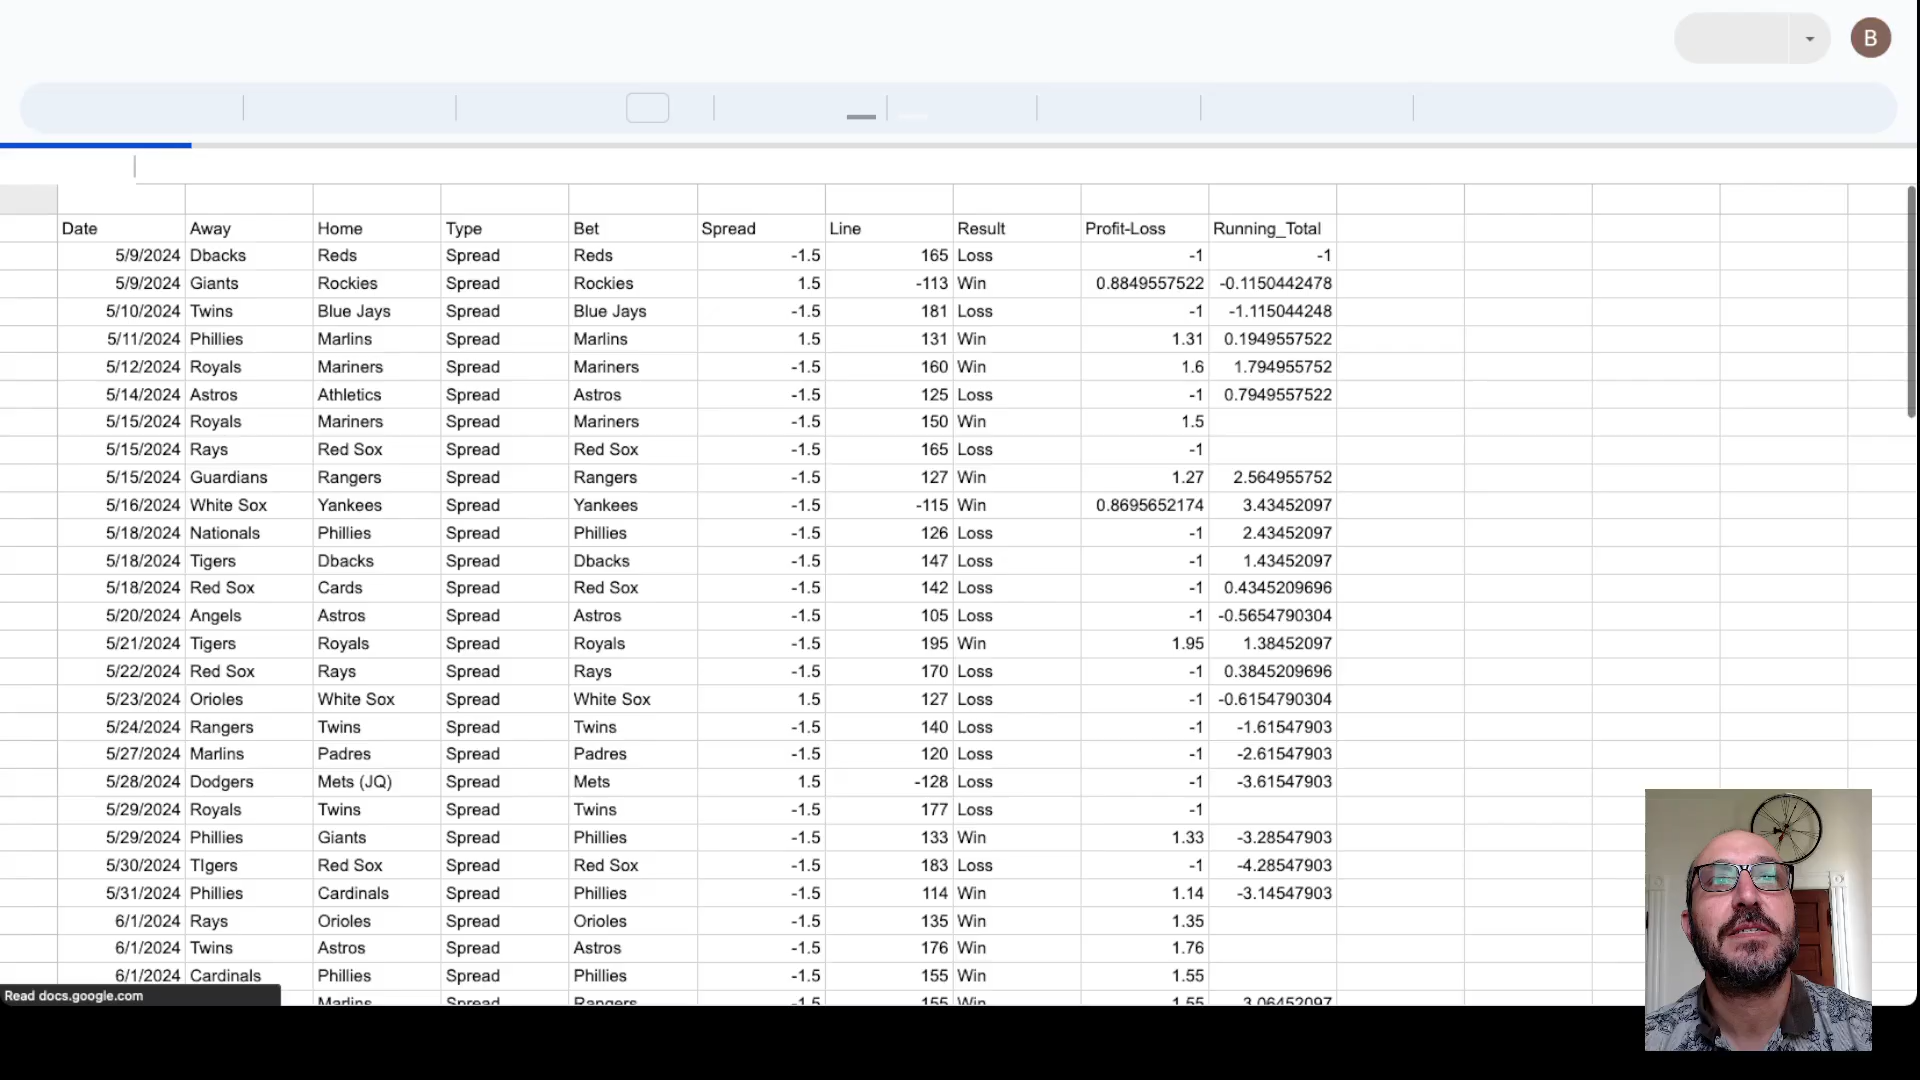 B
Date Away Home Type Bet Spread Line Result Profit-Loss Running_Total
5/9/2024 Dbacks Reds Spread Reds -1.5 165 Loss -1 -1
5/9/2024 Giants Rockies Spread Rockies 1.5 -113 Win 0.8849557522 -0.1150442478
5/10/2024 Twins Blue Jays Spread Blue Jays -1.5 181 Loss -1 -1.115044248
5/11/2024 Phillies Marlins Spread Marlins 1.5 131 Win 1.31 0.1949557522
5/12/2024 Royals Mariners Spread Mariners -1.5 160 Win 1.6 1.794955752
5/14/2024 Astros Athletics Spread Astros -1.5 125 Loss -1 0.7949557522
5/15/2024 Royals Mariners Spread Mariners -1.5 150 Win 1.5
5/15/2024 Rays Red Sox Spread Red Sox -1.5 165 Loss -1
5/15/2024 Guardians Rangers Spread Rangers -1.5 127 Win 1.27 2.564955752
5/16/2024 White Sox Yankees Spread Yankees -1.5 -115 Win 0.8695652174 3.43452097
5/18/2024 Nationals Phillies Spread Phillies -1.5 126 Loss -1 2.43452097
5/18/2024 Tigers Dbacks Spread Dbacks -1.5 147 Loss -1 1.43452097
5/18/2024 Red Sox Cards Spread Red Sox -1.5 142 Loss -1 0.4345209696
5/20/2024 Angels Astros Spread Astros -1.5 105 Loss -1 -0.5654790304
5/21/2024 Tigers Royals Spread Royals -1.5 195 Win 1.95 1.38452097
5/22/2024 Red Sox Rays Spread Rays -1.5 170 Loss -1 0.3845209696
5/23/2024 Orioles White Sox Spread White Sox 1.5 127 Loss -1 -0.6154790304
5/24/2024 Rangers Twins Spread Twins -1.5 140 Loss -1 -1.61547903
5/27/2024 Marlins Padres Spread Padres -1.5 120 Loss -1 -2.61547903
5/28/2024 Dodgers Mets (JQ) Spread Mets 1.5 -128 Loss -1 -3.61547903
5/29/2024 Royals Twins Spread Twins -1.5 177 Loss -1
5/29/2024 Phillies Giants Spread Phillies -1.5 133 Win 1.33 -3.28547903
5/30/2024 TIgers Red Sox Spread Red Sox -1.5 183 Loss -1 -4.28547903
5/31/2024 Phillies Cardinals Spread Phillies -1.5 114 Win 1.14 -3.14547903
6/1/2024 Rays Orioles Spread Orioles -1.5 135 Win 1.35
6/1/2024 Twins Astros Spread Astros -1.5 176 Win 1.76
6/1/2024 Cardinals Phillies Spread Phillies -1.5 155 Win 1.55
Marlins Spread Rangers -1.5 155 Win 1.55 3.06452097
Read docs.google.com